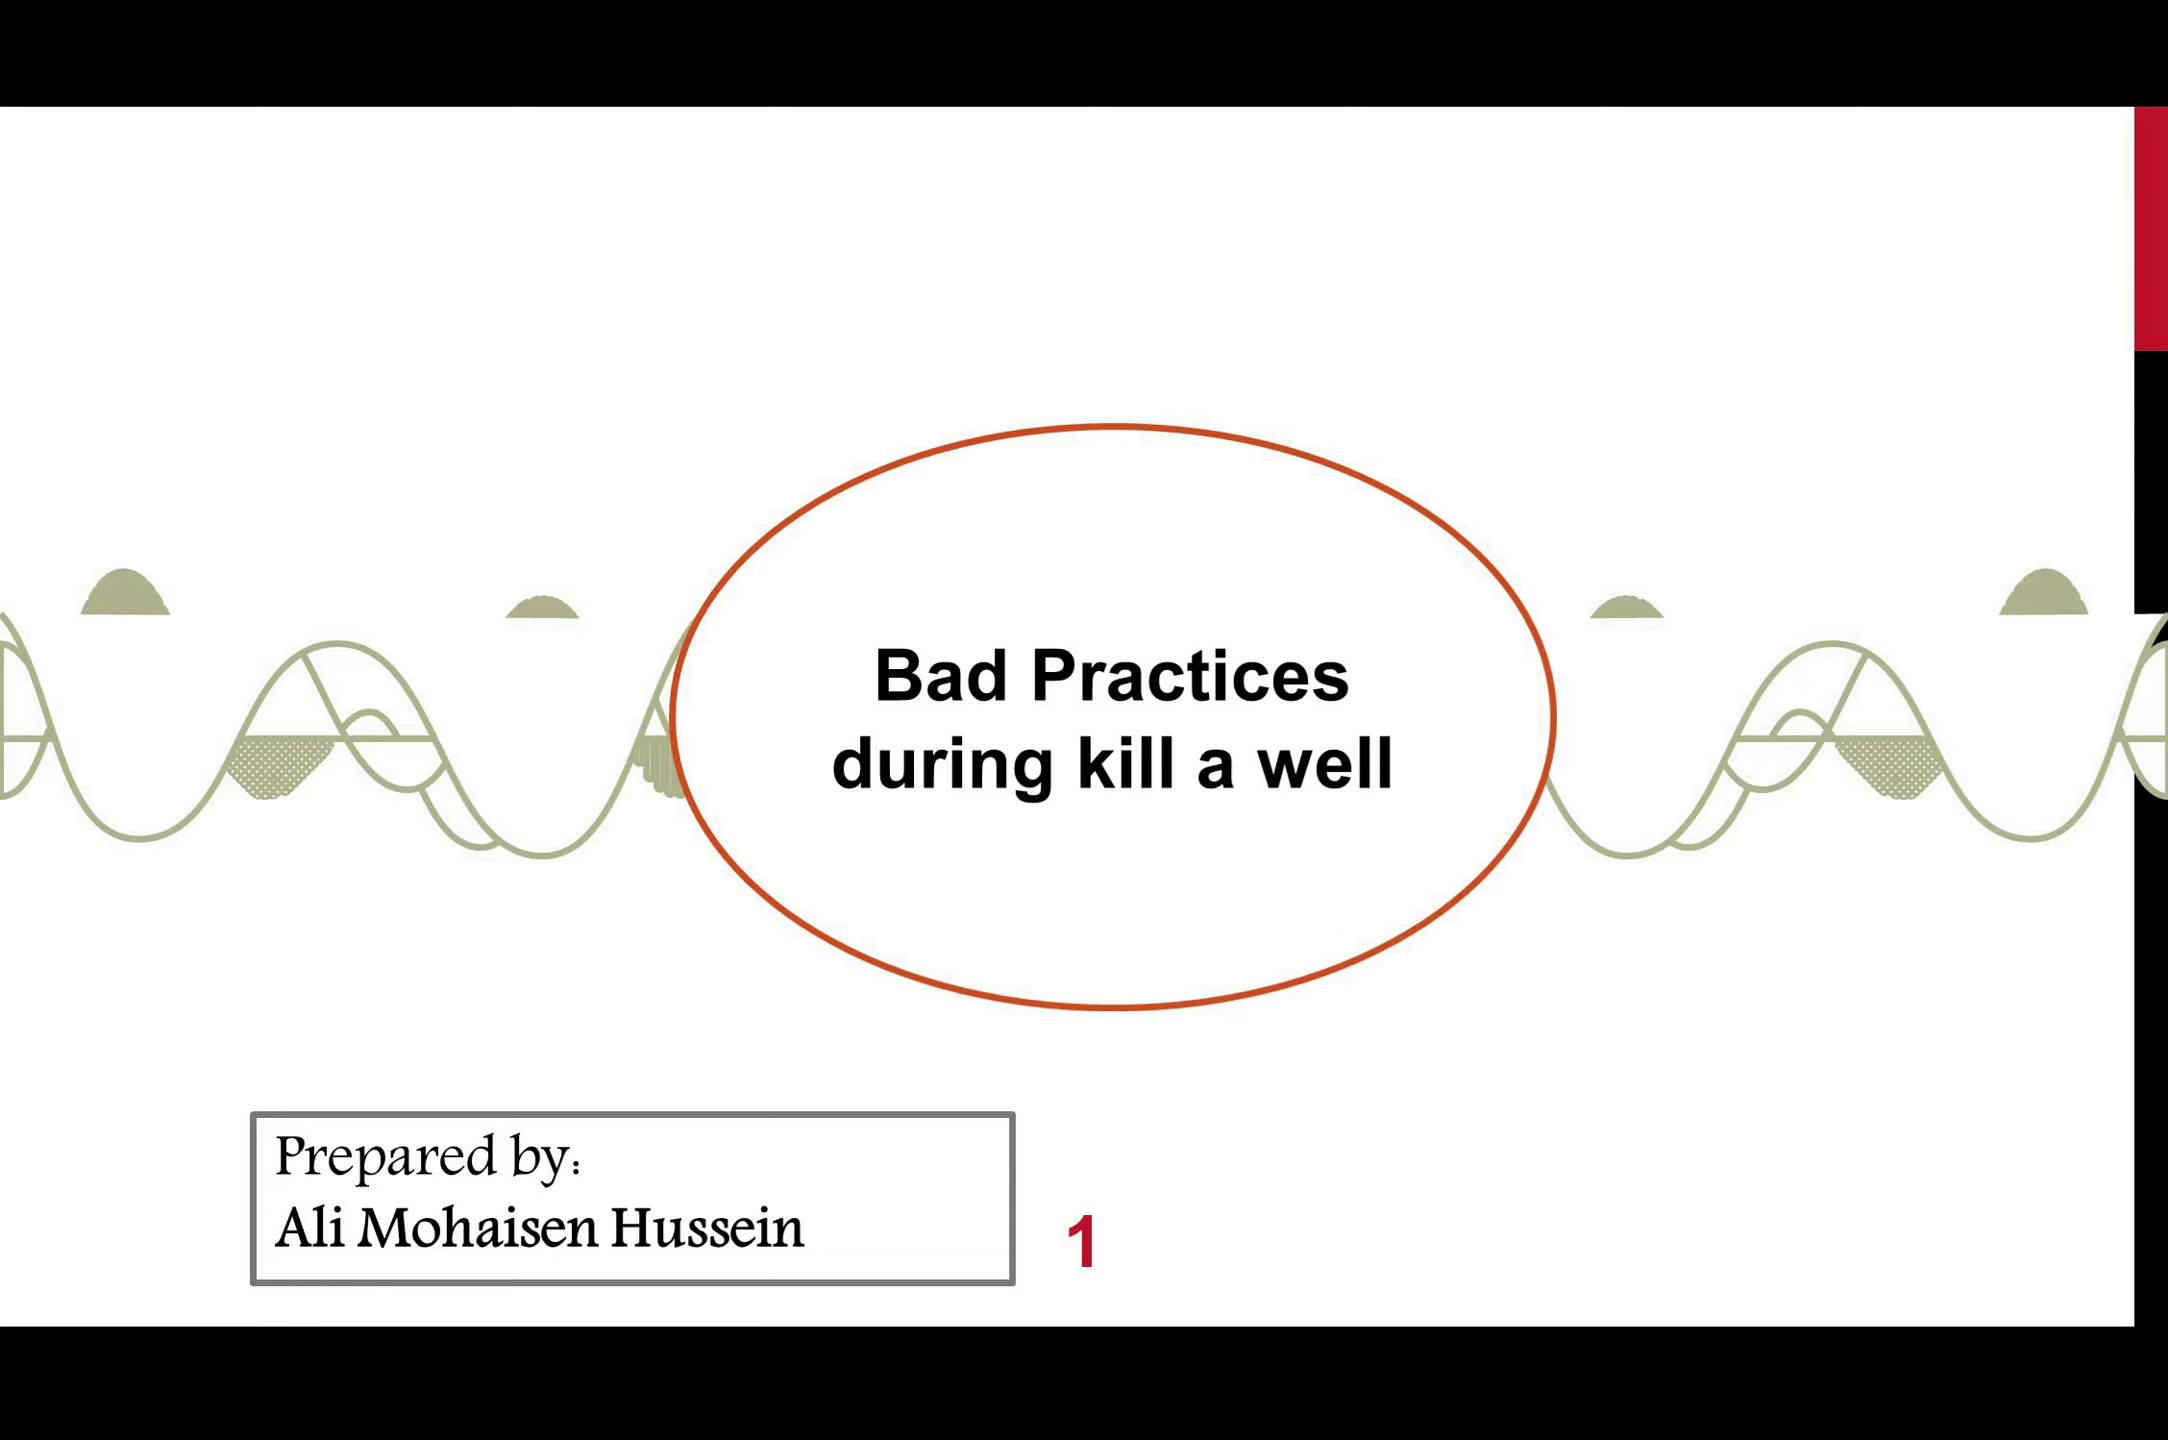 Bad Practices
during kill a well
Prepared by:
Ali Mohaisen Hussein
1